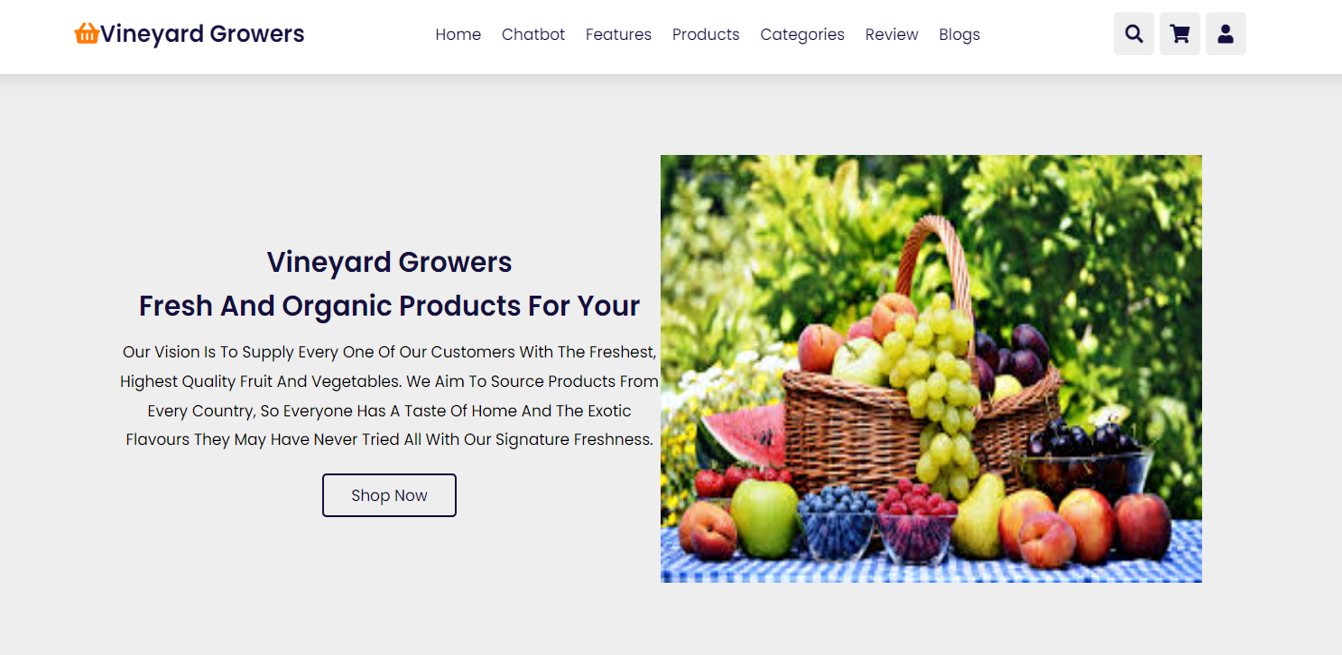 Vineyard Growers
Home Chatbot Features Products Categories Review Blogs
Vineyard Growers
Fresh And Organic Products For Your
Our Vision Is To Supply Every One Of Our Customers With The Freshest,
Highest Quality Fruit And Vegetables. We Aim To Source Products From
Every Country, So Everyone Has A Taste Of Home And The Exotic
Flavours They May Have Never Tried All With Our Signature Freshness.
Shop Now